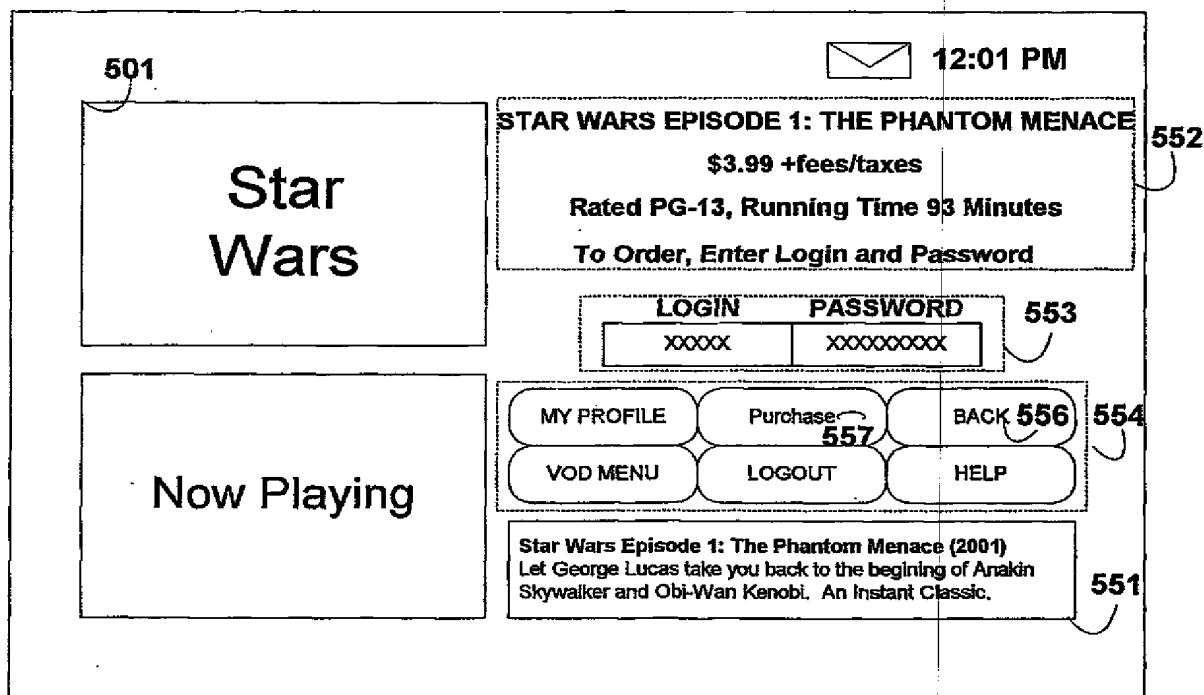 12:01 PM
501
Star
Wars
STAR WARS EPISODE 1: THE PHANTOM MENACE
$3.99 +fees/taxes
Rated PG-13, Running Time 93 Minutes
To Order, Enter Login and Password
552
LOGIN PASSWORD
XXXXX XXXXXXXXX
553
MY PROFILE Purchase 557 BACK 556
554
VOD MENU LOGOUT HELP
Now Playing
Star Wars Episode 1: The Phantom Menace (2001)
Let George Lucas take you back to the begining of Anakin
Skywalker and Obi-Wan Kenobi. An Instant Classic.
551